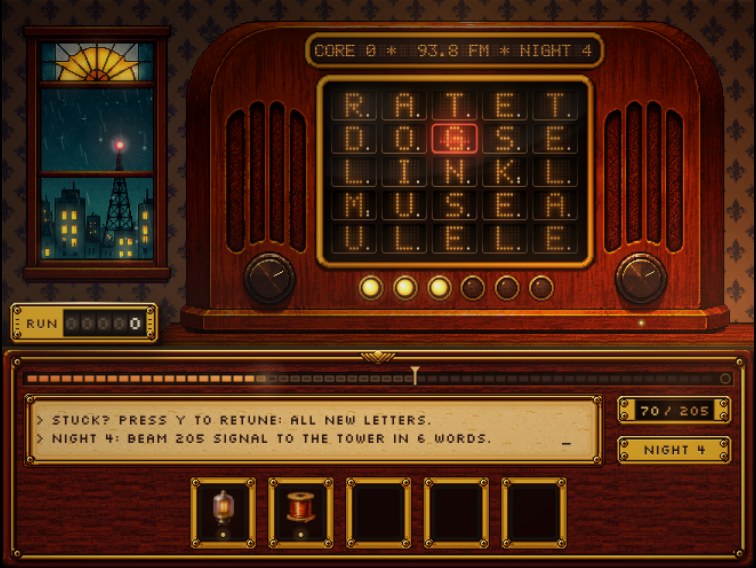 CORE 0 * 93.8 FM * NIGHT 4
R. A. T. E. T.
D. O. G. S. E.
L. I. N. K. L.
M. U. S. E. A.
U. L. E. L. E.
RUN 00000
> STUCK? PRESS Y TO RETUNE: ALL NEW LETTERS.
> NIGHT 4: BEAM 205 SIGNAL TO THE TOWER IN 6 WORDS. _
70 / 205
NIGHT 4